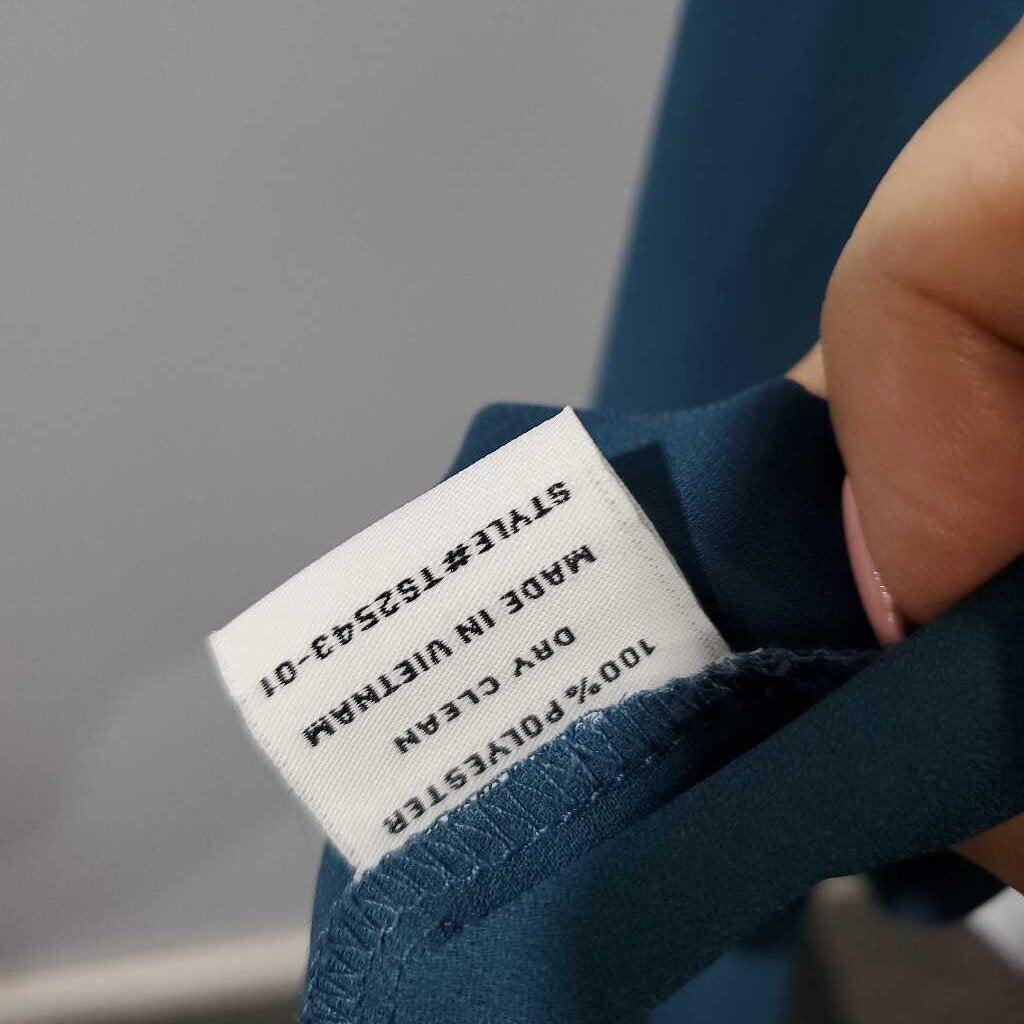 100% POLYESTER
DRY CLEAN
MADE IN VIETNAM
STYLE#TS2543-01